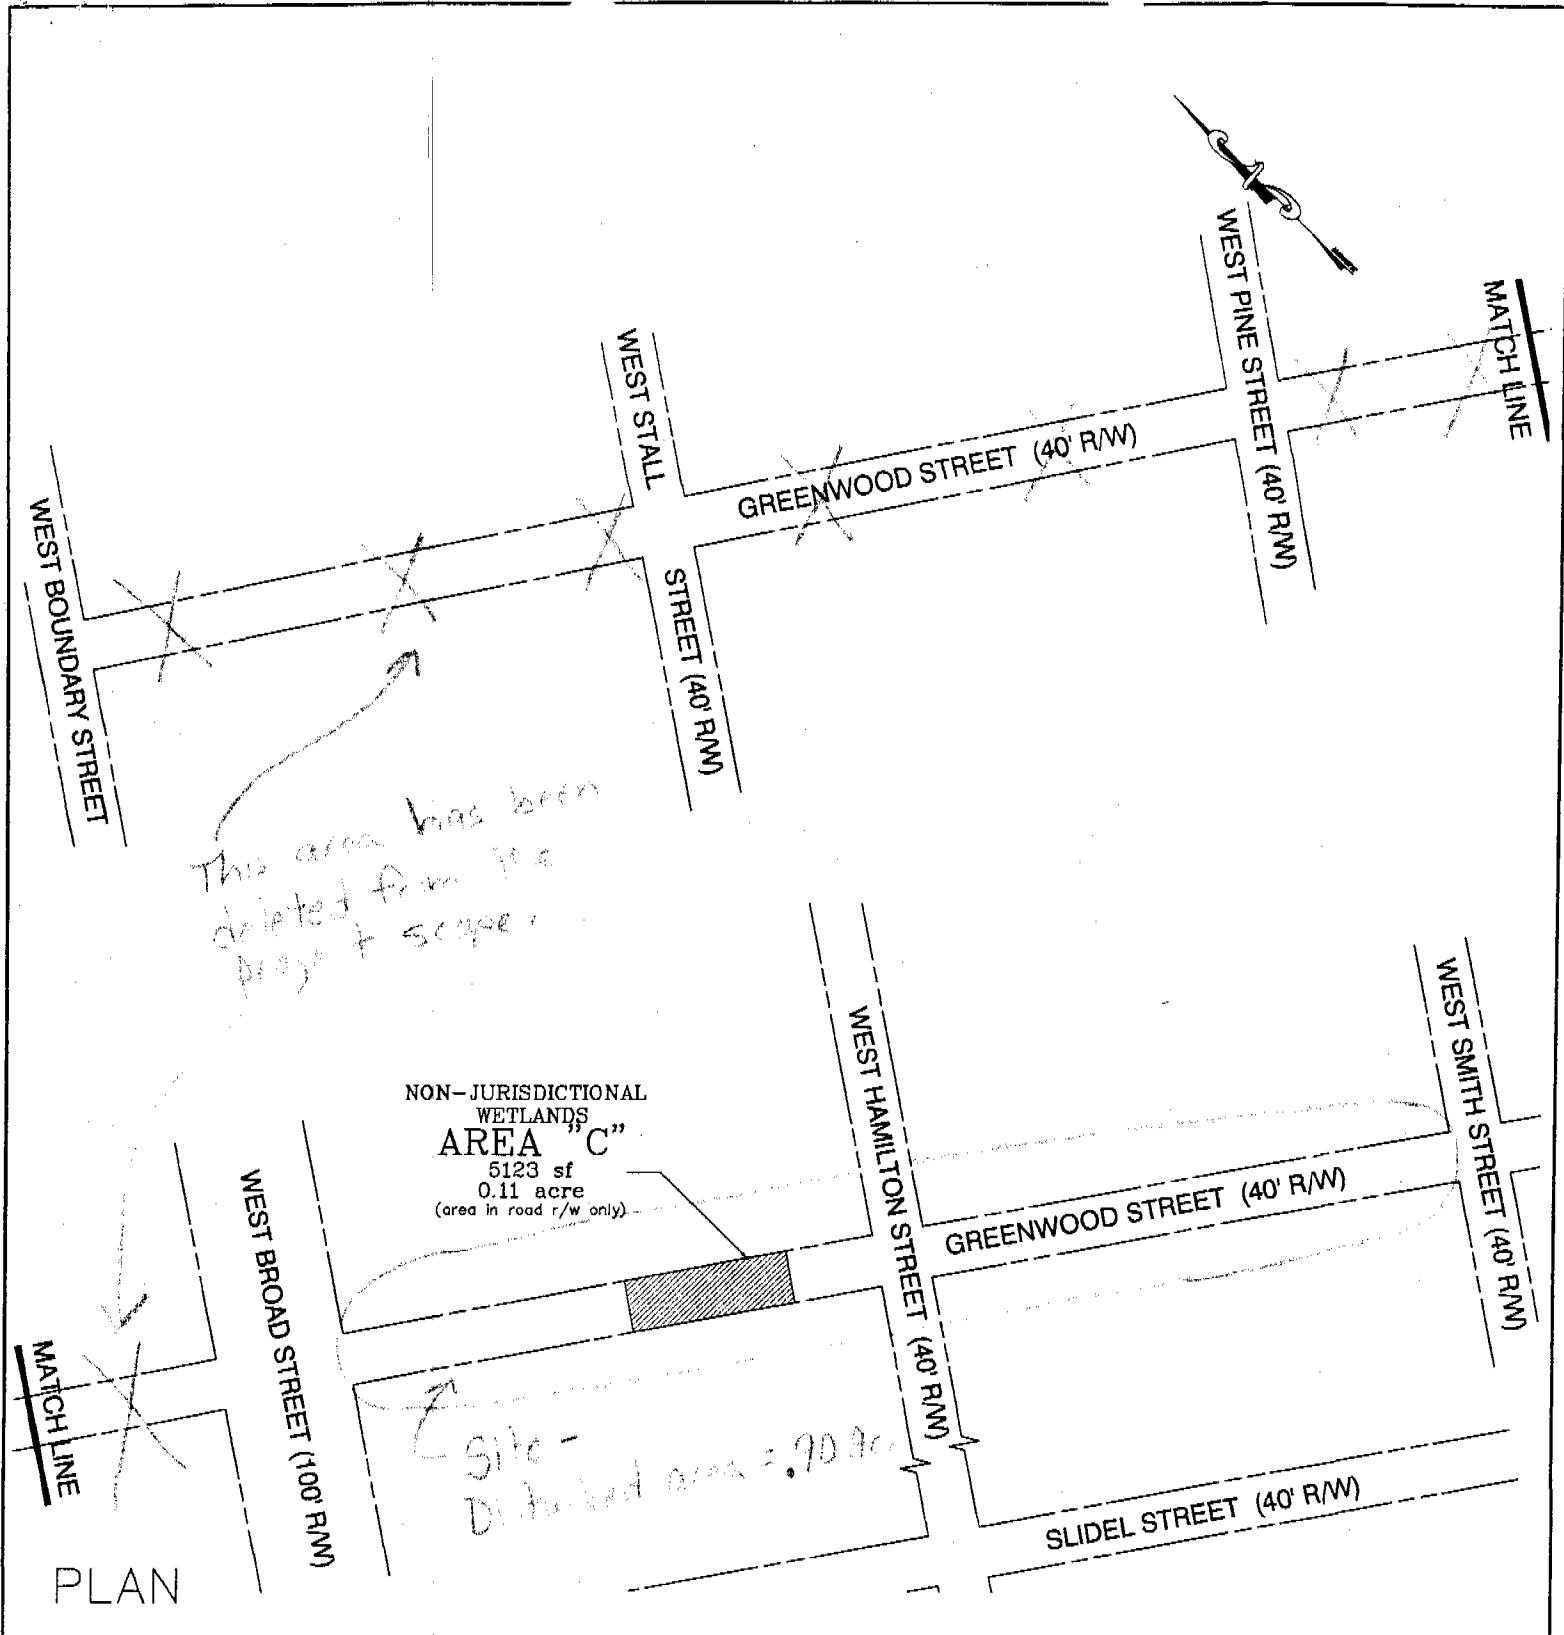 WEST PINE STREET (40' R/W)
MATCH LINE
WEST STALL
STREET (40' R/W)
GREENWOOD STREET (40' R/W)
WEST BOUNDARY STREET
This area has been
deleted from the
project scope.
NON-JURISDICTIONAL
WETLANDS
AREA "C"
5123 sf
0.11 acre
(area in road r/w only)
WEST HAMILTON STREET (40' R/W)
WEST SMITH STREET (40' R/W)
GREENWOOD STREET (40' R/W)
WEST BROAD STREET (100' R/W)
MATCH LINE
Site -
Disturbed area = .90 Ac.
SLIDEL STREET (40' R/W)
PLAN